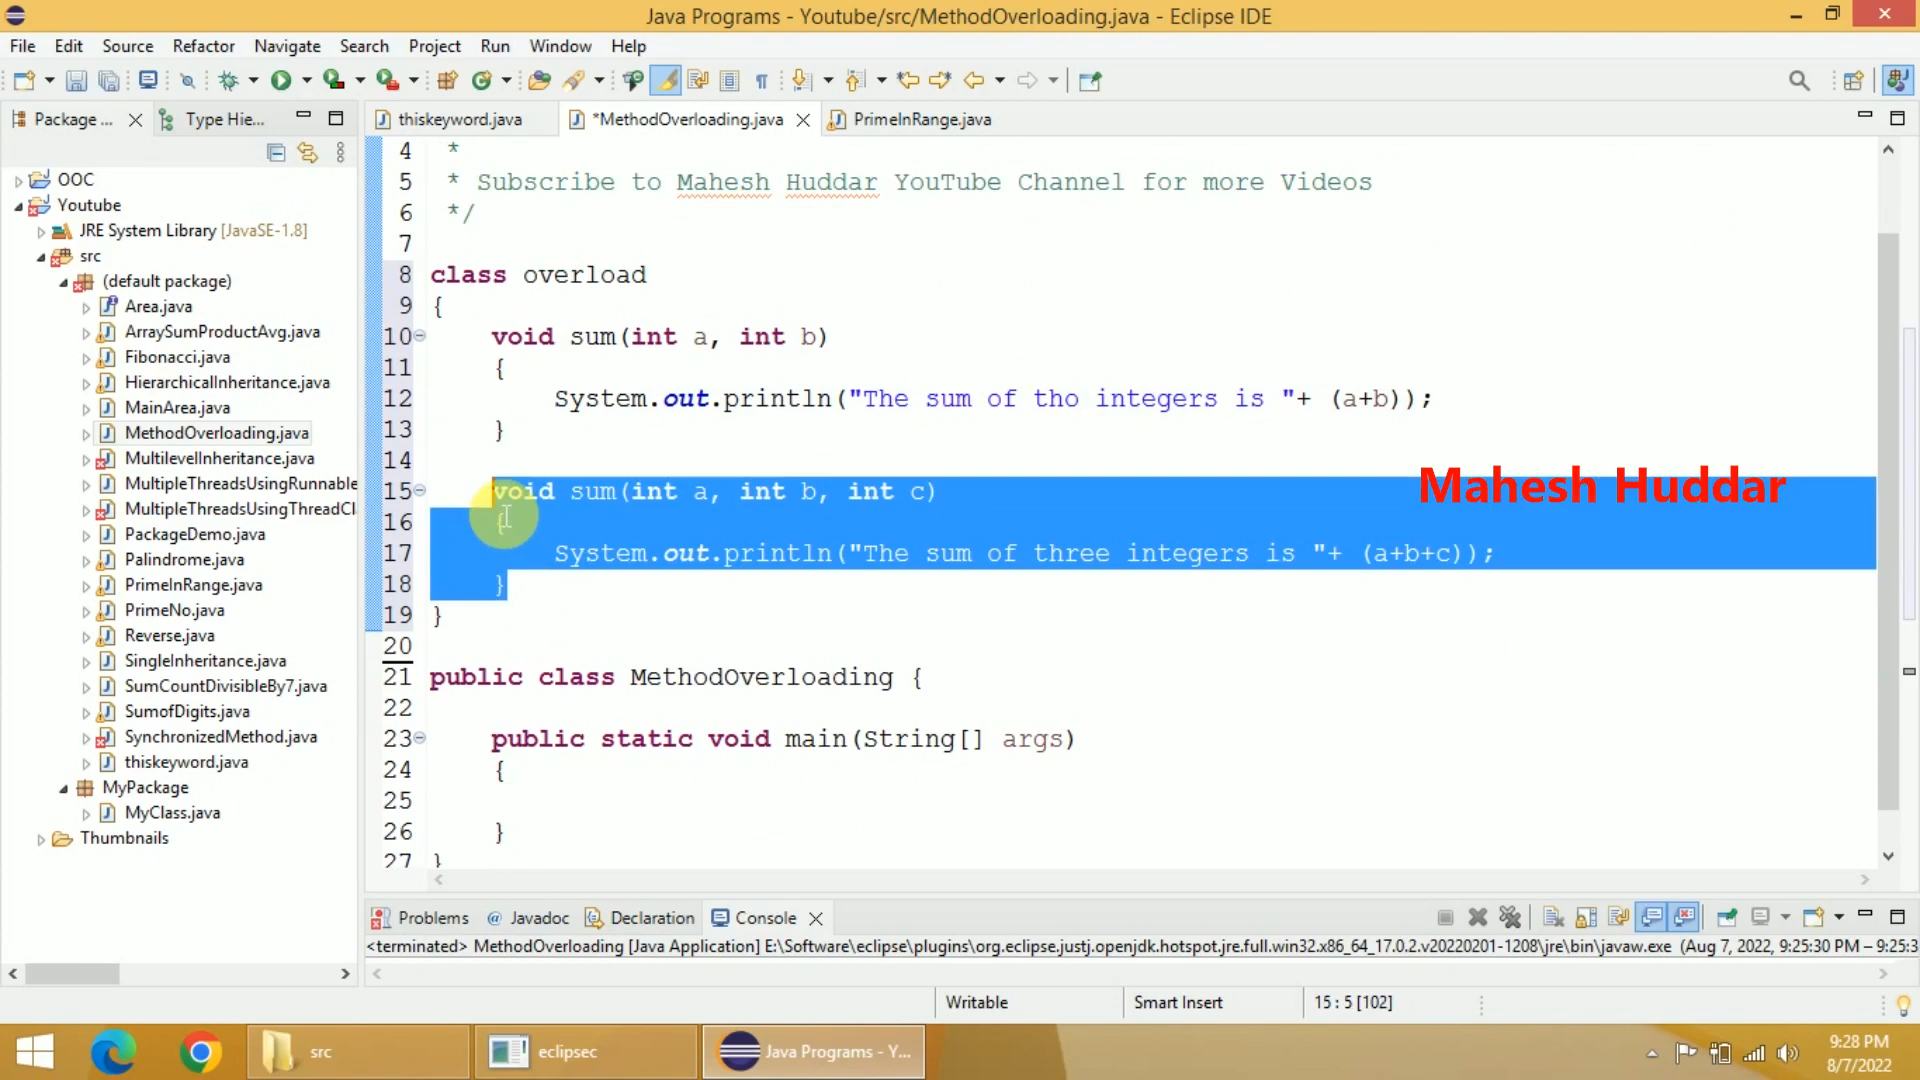 Java Programs - Youtube/src/MethodOverloading.java - Eclipse IDE
File Edit Source Refactor Navigate Search Project Run Window Help
Package ... Type Hie... thiskeyword.java *MethodOverloading.java PrimeInRange.java
OOC
Youtube
JRE System Library [JavaSE-1.8]
src
(default package)
Area.java
ArraySumProductAvg.java
Fibonacci.java
HierarchicalInheritance.java
MainArea.java
MethodOverloading.java
MultilevelInheritance.java
MultipleThreadsUsingRunnable
MultipleThreadsUsingThreadCl
PackageDemo.java
Palindrome.java
PrimeInRange.java
PrimeNo.java
Reverse.java
SingleInheritance.java
SumCountDivisibleBy7.java
SumofDigits.java
SynchronizedMethod.java
thiskeyword.java
MyPackage
MyClass.java
Thumbnails
4 *
5 * Subscribe to Mahesh Huddar YouTube Channel for more Videos
6 */
7
8 class overload
9 {
10 void sum(int a, int b)
11 {
12 System.out.println("The sum of tho integers is "+ (a+b));
13 }
14
15 void sum(int a, int b, int c)
16 {
17 System.out.println("The sum of three integers is "+ (a+b+c));
18 }
19 }
20
21 public class MethodOverloading {
22
23 public static void main(String[] args)
24 {
25
26 }
27 }
Mahesh Huddar
Problems @ Javadoc Declaration Console
<terminated> MethodOverloading [Java Application] E:\Software\eclipse\plugins\org.eclipse.justj.openjdk.hotspot.jre.full.win32.x86_64_17.0.2.v20220201-1208\jre\bin\javaw.exe (Aug 7, 2022, 9:25:30 PM – 9:25:3
Writable Smart Insert 15 : 5 [102]
src eclipsec Java Programs - Y...
9:28 PM
8/7/2022